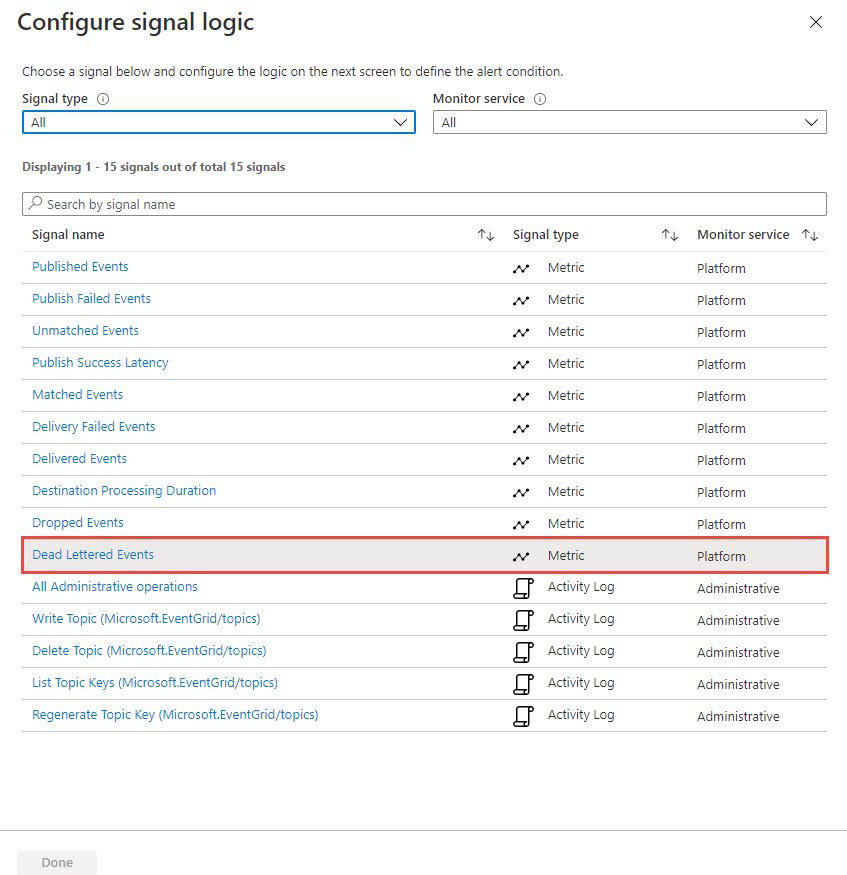 Configure signal logic
Choose a signal below and configure the logic on the next screen to define the alert condition.
Signal type Monitor service
All All
Displaying 1 - 15 signals out of total 15 signals
Search by signal name
Signal name Signal type Monitor service
Published Events Metric Platform
Publish Failed Events Metric Platform
Unmatched Events Metric Platform
Publish Success Latency Metric Platform
Matched Events Metric Platform
Delivery Failed Events Metric Platform
Delivered Events Metric Platform
Destination Processing Duration Metric Platform
Dropped Events Metric Platform
Dead Lettered Events Metric Platform
All Administrative operations Activity Log Administrative
Write Topic (Microsoft.EventGrid/topics) Activity Log Administrative
Delete Topic (Microsoft.EventGrid/topics) Activity Log Administrative
List Topic Keys (Microsoft.EventGrid/topics) Activity Log Administrative
Regenerate Topic Key (Microsoft.EventGrid/topics) Activity Log Administrative
Done